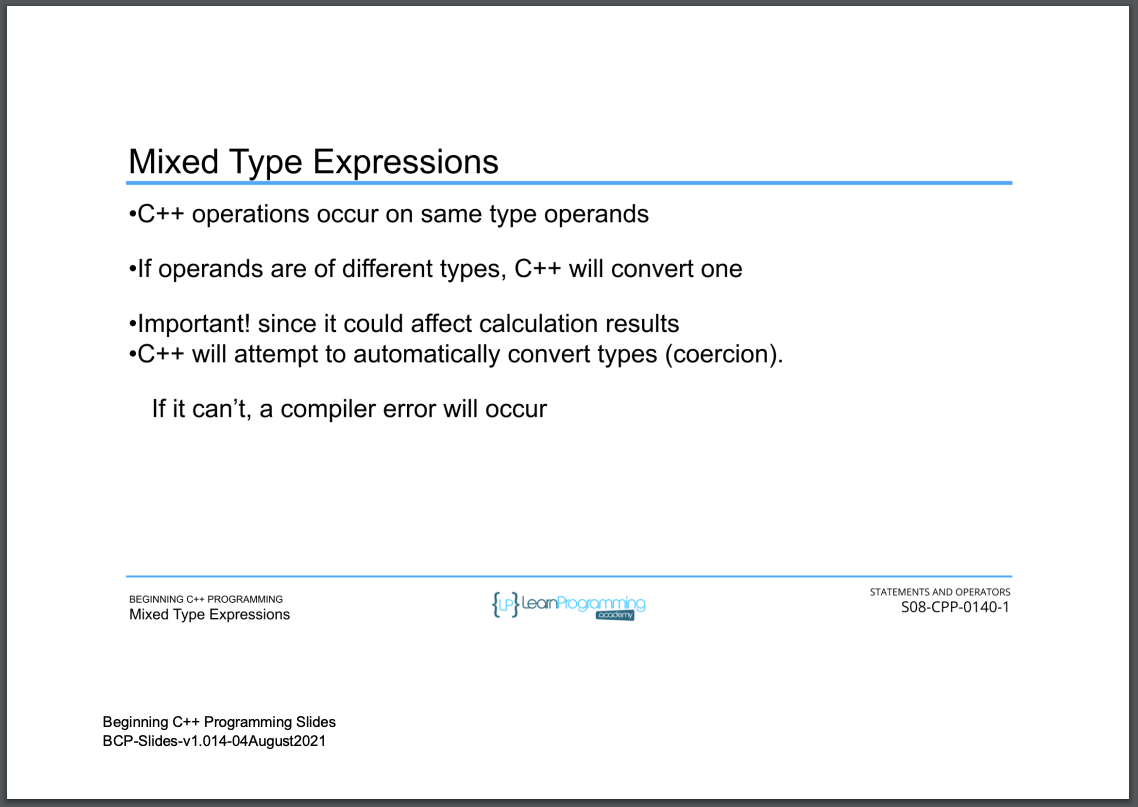 Mixed Type Expressions
•C++ operations occur on same type operands
•If operands are of different types, C++ will convert one
•Important! since it could affect calculation results
•C++ will attempt to automatically convert types (coercion).
If it can’t, a compiler error will occur
BEGINNING C++ PROGRAMMING
Mixed Type Expressions
{LP} LearnProgramming
academy
STATEMENTS AND OPERATORS
S08-CPP-0140-1
Beginning C++ Programming Slides
BCP-Slides-v1.014-04August2021